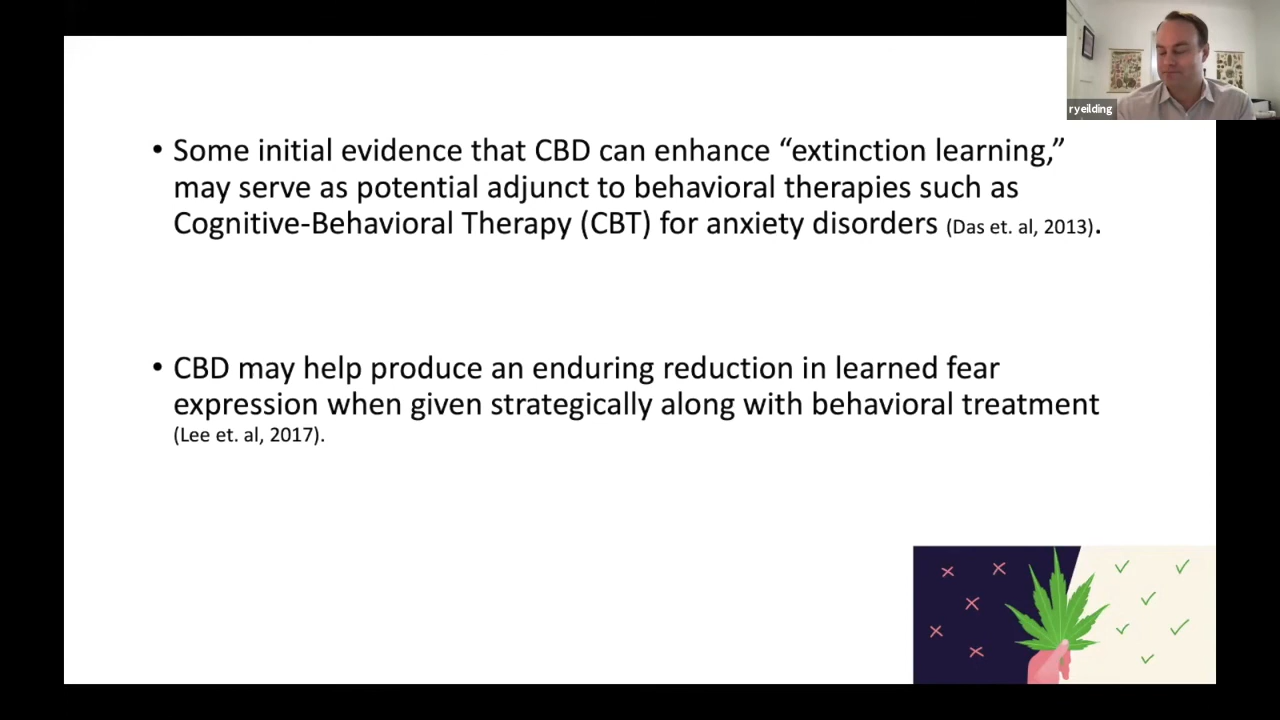 ryeilding
• Some initial evidence that CBD can enhance “extinction learning,”
may serve as potential adjunct to behavioral therapies such as
Cognitive-Behavioral Therapy (CBT) for anxiety disorders (Das et. al, 2013).
• CBD may help produce an enduring reduction in learned fear
expression when given strategically along with behavioral treatment
(Lee et. al, 2017).